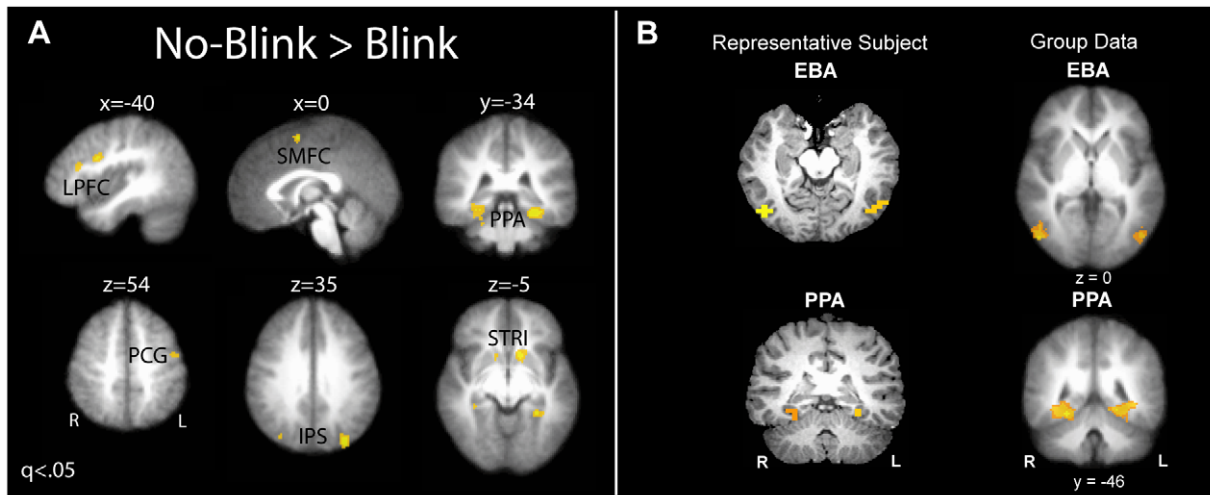 A
No-Blink > Blink
x=-40
x=0
y=-34
LPFC
SMFC
PPA
z=54
z=35
z=-5
PCG
STRI
R
L
IPS
q<.05
B
Representative Subject
Group Data
EBA
EBA
z = 0
PPA
PPA
R
L
R
L
y = -46